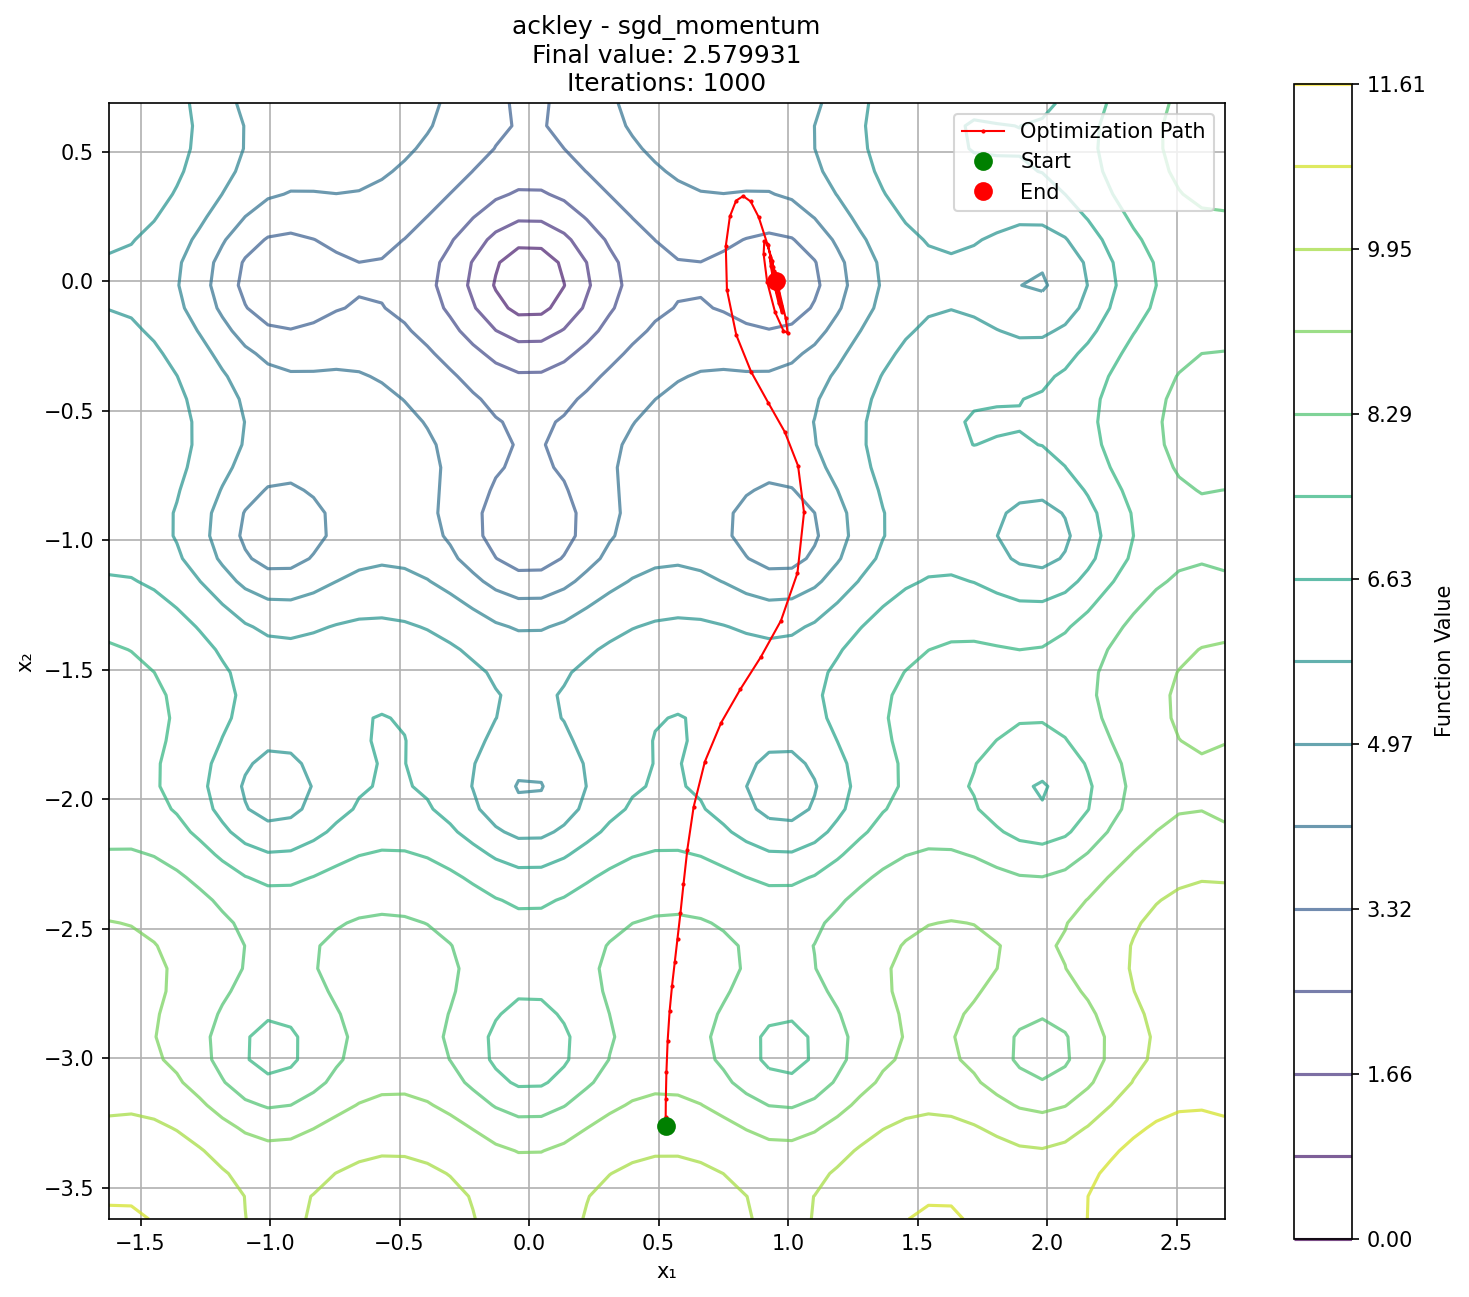 ackley - sgd_momentum
Final value: 2.579931
Iterations: 1000
Optimization Path
Start
End
0.5
0.0
−0.5
−1.0
−1.5
−2.0
−2.5
−3.0
−3.5
x₂
−1.5
−1.0
−0.5
0.0
0.5
1.0
1.5
2.0
2.5
x₁
11.61
9.95
8.29
6.63
4.97
3.32
1.66
0.00
Function Value